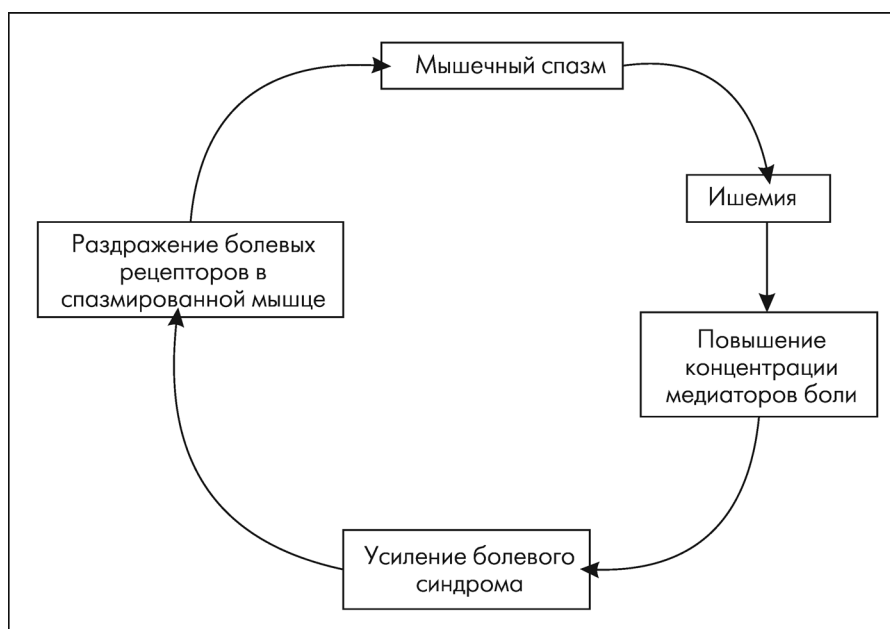 Мышечный спазм
Ишемия
Повышение
концентрации
медиаторов боли
Усиление болевого
синдрома
Раздражение болевых
рецепторов в
спазмированной мышце